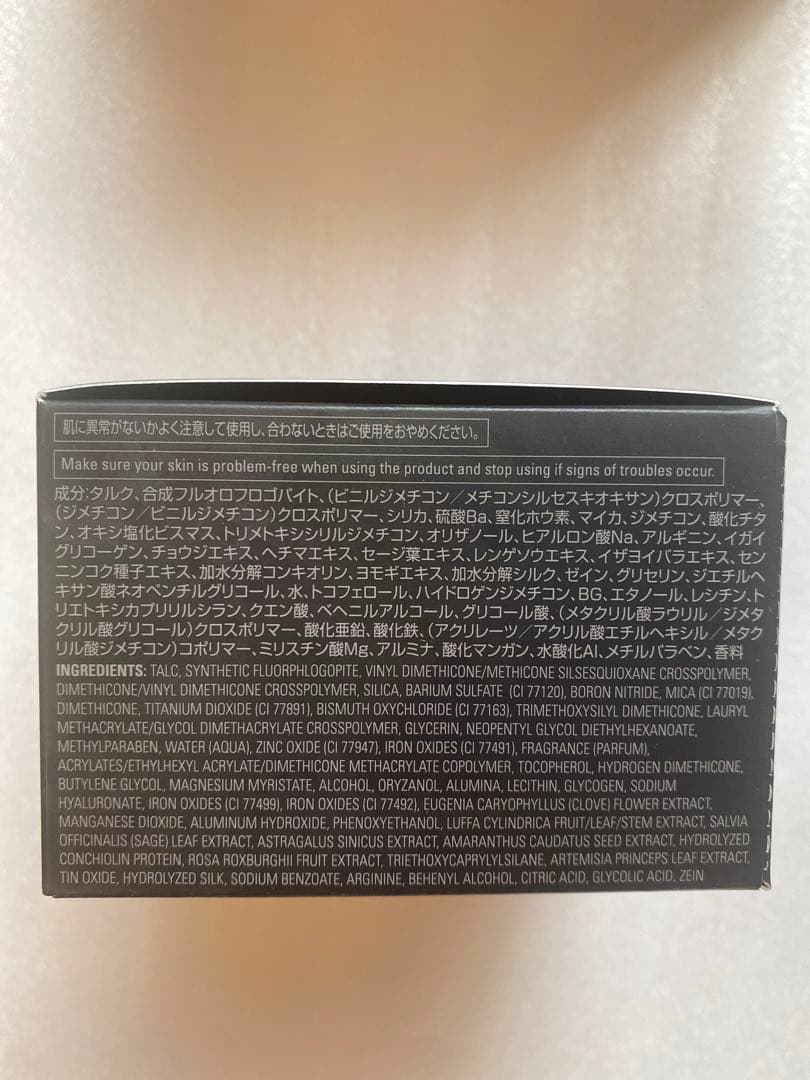 肌に異常がないかよく注意して使用し、合わないときはご使用をおやめください。
Make sure your skin is problem-free when using the product and stop using if signs of troubles occur.
成分:タルク、合成フルオロフロゴパイト、(ビニルジメチコン/メチコンシルセスキオキサン)クロスポリマー、
(ジメチコン/ビニルジメチコン)クロスポリマー、シリカ、硫酸Ba、窒化ホウ素、マイカ、ジメチコン、酸化チタ
ン、オキシ塩化ビスマス、トリメトキシシリルジメチコン、オリザノール、ヒアルロン酸Na、アルギニン、イガイ
グリコーゲン、チョウジエキス、ヘチマエキス、セージ葉エキス、レンゲソウエキス、イザヨイバラエキス、セン
ニンコク種子エキス、加水分解コンキオリン、ヨモギエキス、加水分解シルク、ゼイン、グリセリン、ジエチルヘ
キサン酸ネオペンチルグリコール、水、トコフェロール、ハイドロゲンジメチコン、BG、エタノール、レシチン、ト
リエトキシカプリリルシラン、クエン酸、ベヘニルアルコール、グリコール酸、(メタクリル酸ラウリル/ジメタ
クリル酸グリコール)クロスポリマー、酸化亜鉛、酸化鉄、(アクリレーツ/アクリル酸エチルヘキシル/メタク
リル酸ジメチコン)コポリマー、ミリスチン酸Mg、アルミナ、酸化マンガン、水酸化Al、メチルパラベン、香料
INGREDIENTS: TALC, SYNTHETIC FLUORPHLOGOPITE, VINYL DIMETHICONE/METHICONE SILSESQUIOXANE CROSSPOLYMER,
DIMETHICONE/VINYL DIMETHICONE CROSSPOLYMER, SILICA, BARIUM SULFATE (CI 77120), BORON NITRIDE, MICA (CI 77019),
DIMETHICONE, TITANIUM DIOXIDE (CI 77891), BISMUTH OXYCHLORIDE (CI 77163), TRIMETHOXYSILYL DIMETHICONE, LAURYL
METHACRYLATE/GLYCOL DIMETHACRYLATE CROSSPOLYMER, GLYCERIN, NEOPENTYL GLYCOL DIETHYLHEXANOATE,
METHYLPARABEN, WATER (AQUA), ZINC OXIDE (CI 77947), IRON OXIDES (CI 77491), FRAGRANCE (PARFUM),
ACRYLATES/ETHYLHEXYL ACRYLATE/DIMETHICONE METHACRYLATE COPOLYMER, TOCOPHEROL, HYDROGEN DIMETHICONE,
BUTYLENE GLYCOL, MAGNESIUM MYRISTATE, ALCOHOL, ORYZANOL, ALUMINA, LECITHIN, GLYCOGEN, SODIUM
HYALURONATE, IRON OXIDES (CI 77499), IRON OXIDES (CI 77492), EUGENIA CARYOPHYLLUS (CLOVE) FLOWER EXTRACT,
MANGANESE DIOXIDE, ALUMINUM HYDROXIDE, PHENOXYETHANOL, LUFFA CYLINDRICA FRUIT/LEAF/STEM EXTRACT, SALVIA
OFFICINALIS (SAGE) LEAF EXTRACT, ASTRAGALUS SINICUS EXTRACT, AMARANTHUS CAUDATUS SEED EXTRACT, HYDROLYZED
CONCHIOLIN PROTEIN, ROSA ROXBURGHII FRUIT EXTRACT, TRIETHOXYCAPRYLYLSILANE, ARTEMISIA PRINCEPS LEAF EXTRACT,
TIN OXIDE, HYDROLYZED SILK, SODIUM BENZOATE, ARGININE, BEHENYL ALCOHOL, CITRIC ACID, GLYCOLIC ACID, ZEIN